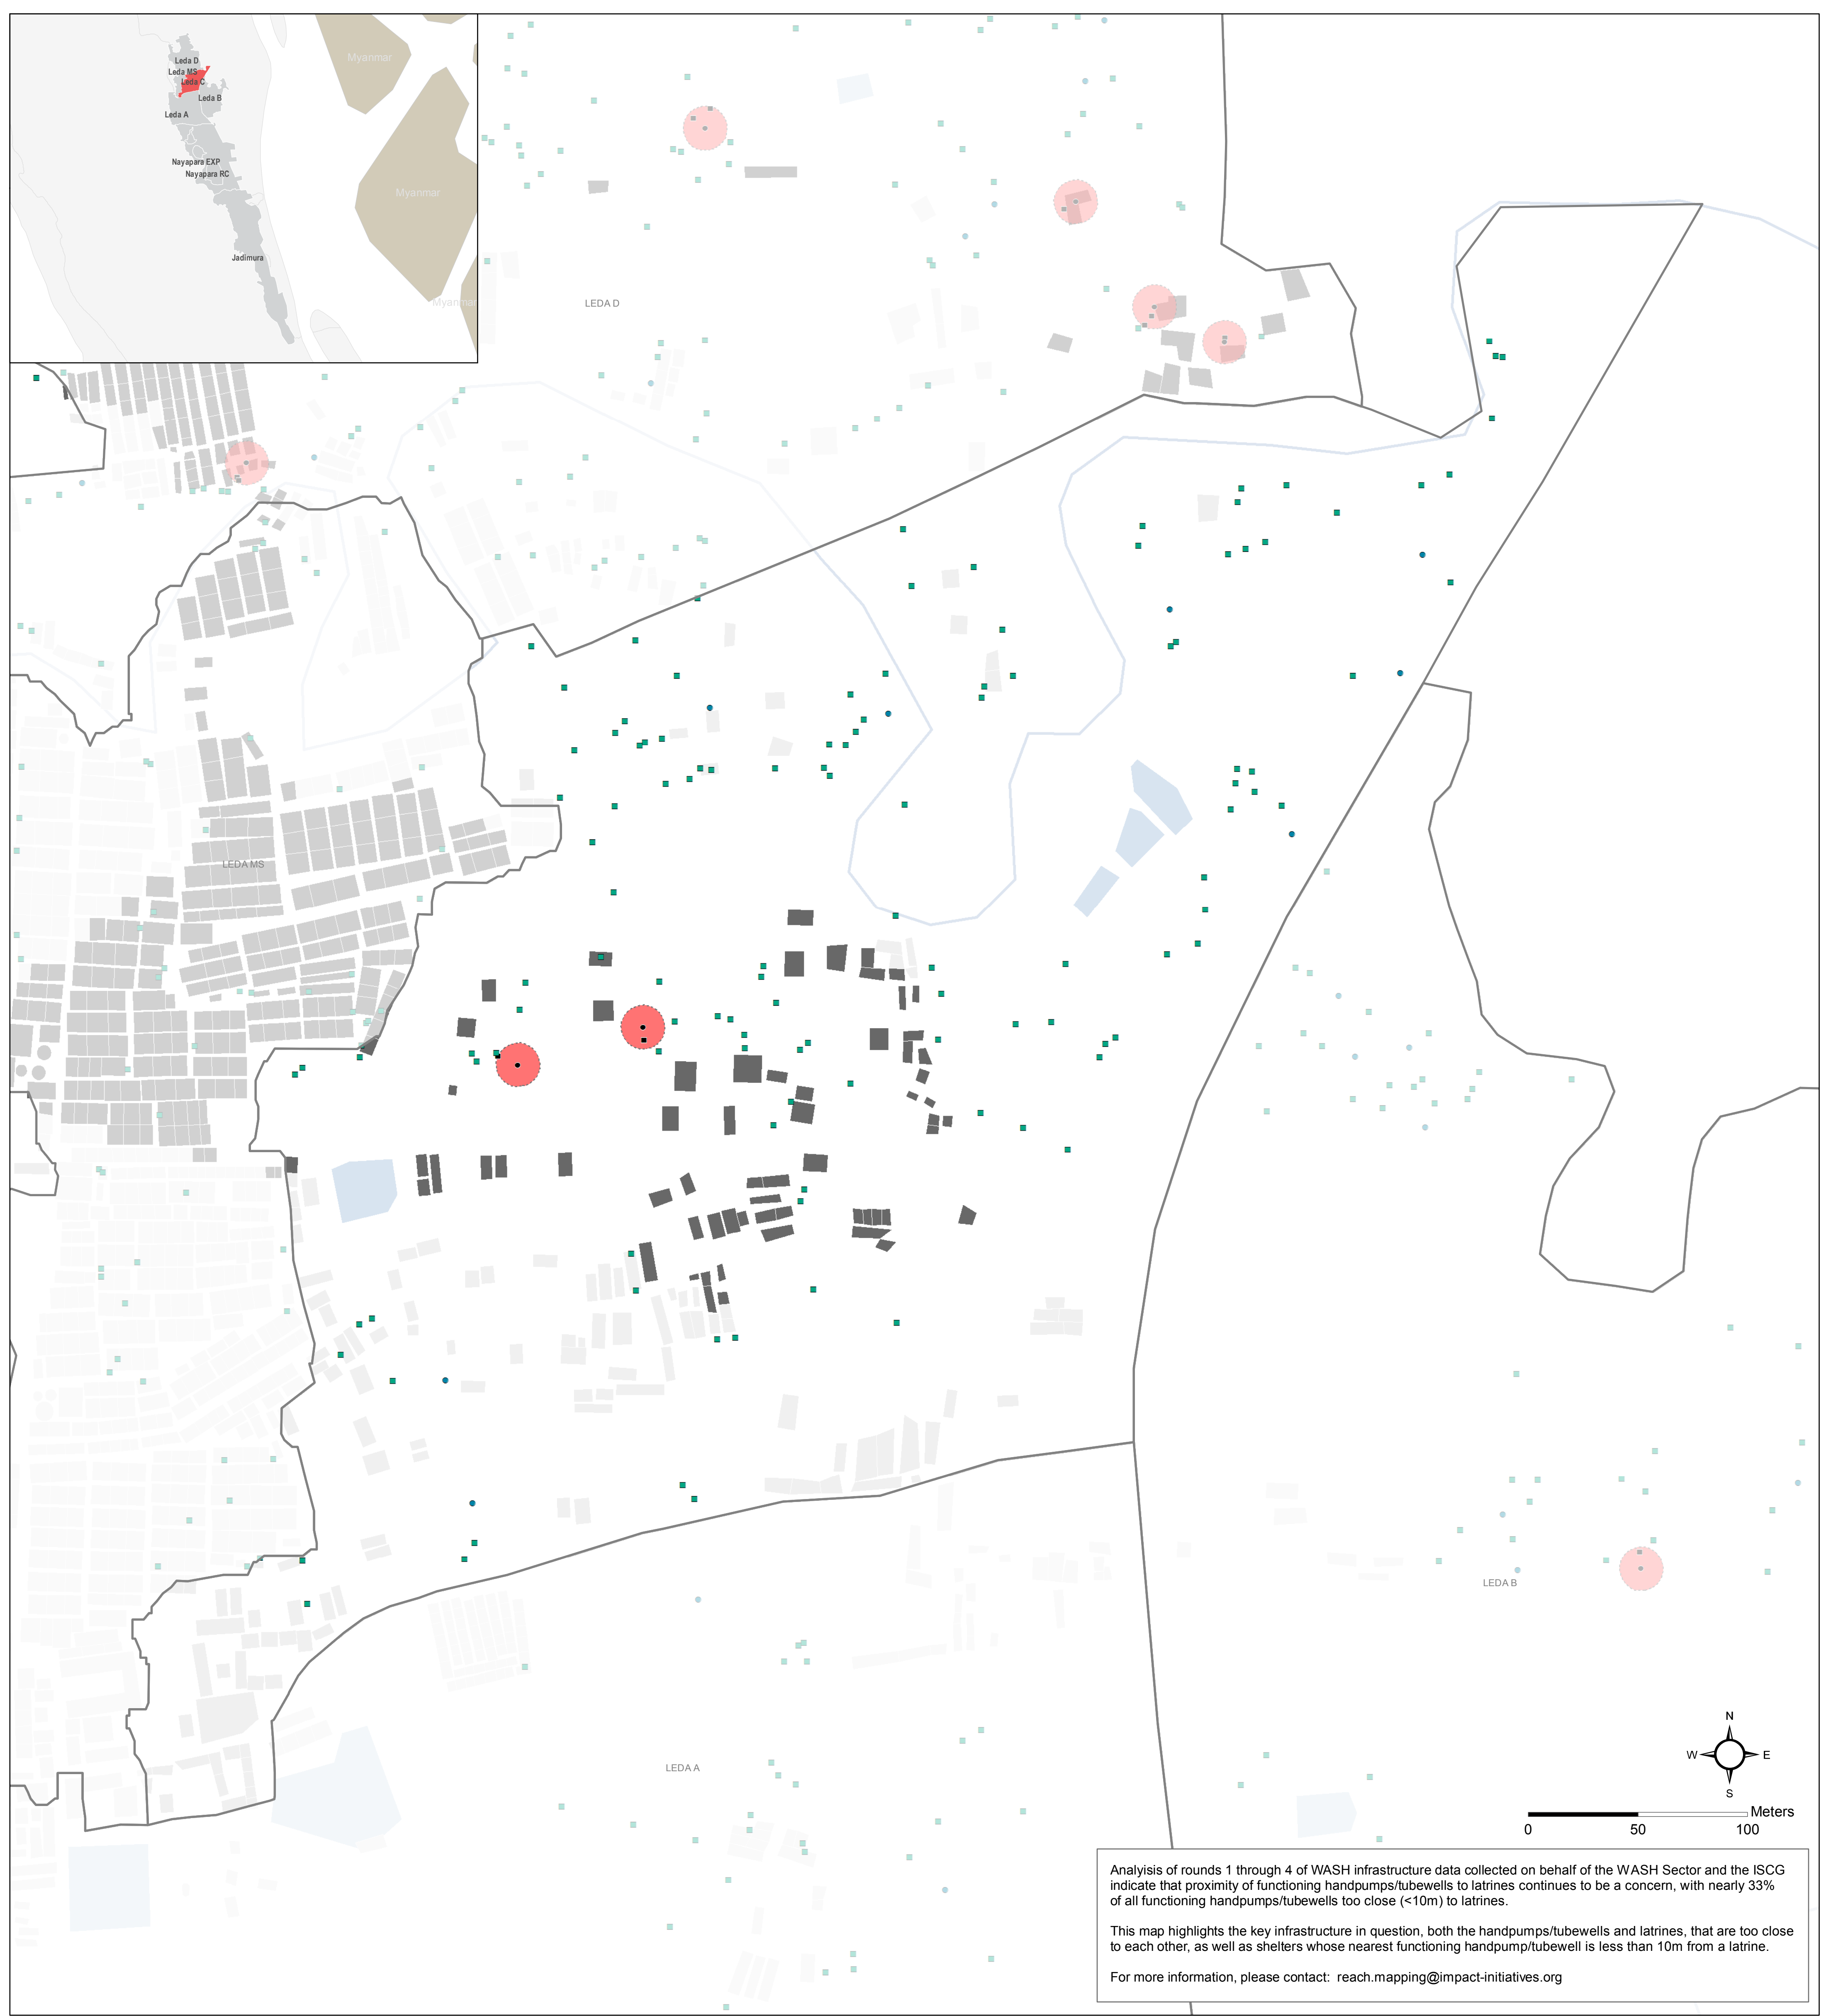 Myanmar
Leda D
Leda MS
Leda C
Leda B
Leda A
Myanmar
Nayapara EXP
Nayapara RC
Jadimura
Myanmar
LEDA D
LEDA MS
LEDA B
LEDA A
N
W
E
S
Meters
0
50
100
Analyisis of rounds 1 through 4 of WASH infrastructure data collected on behalf of the WASH Sector and the ISCG
indicate that proximity of functioning handpumps/tubewells to latrines continues to be a concern, with nearly 33%
of all functioning handpumps/tubewells too close (<10m) to latrines.
This map highlights the key infrastructure in question, both the handpumps/tubewells and latrines, that are too close
to each other, as well as shelters whose nearest functioning handpump/tubewell is less than 10m from a latrine.
For more information, please contact: reach.mapping@impact-initiatives.org